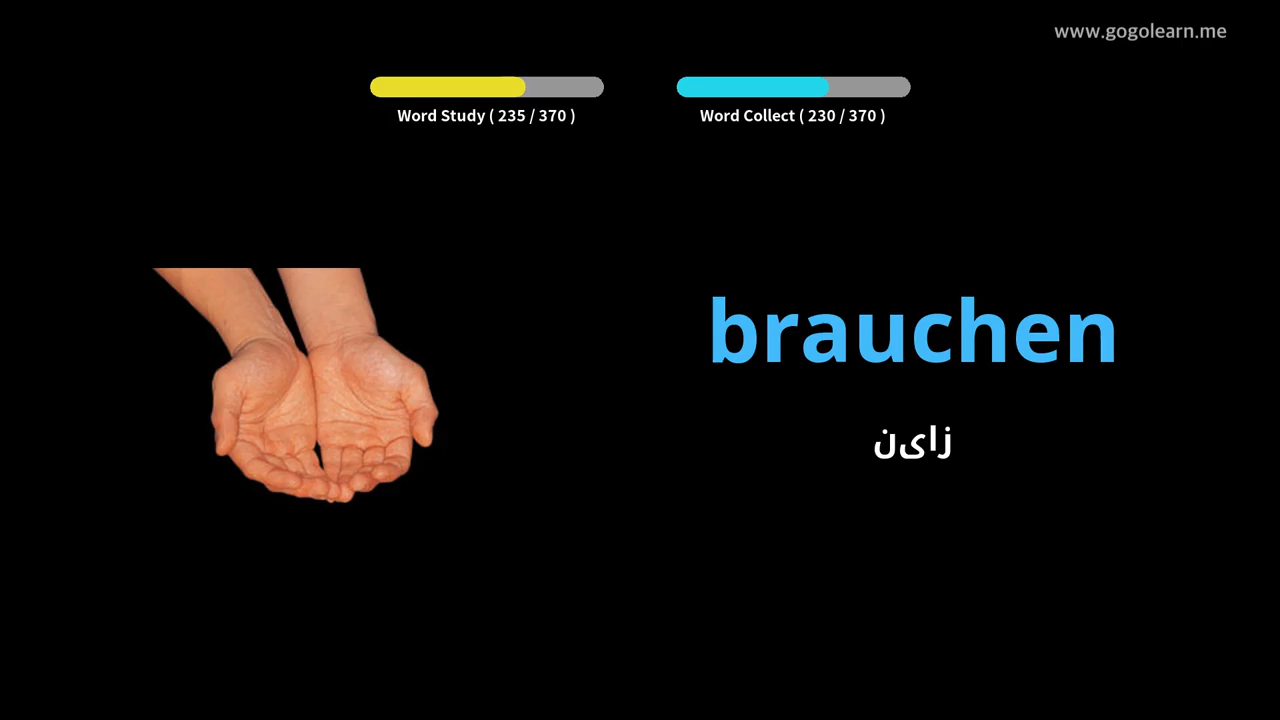 www.gogolearn.me
Word Study ( 235 / 370 )
Word Collect ( 230 / 370 )
brauchen
زای‌ن